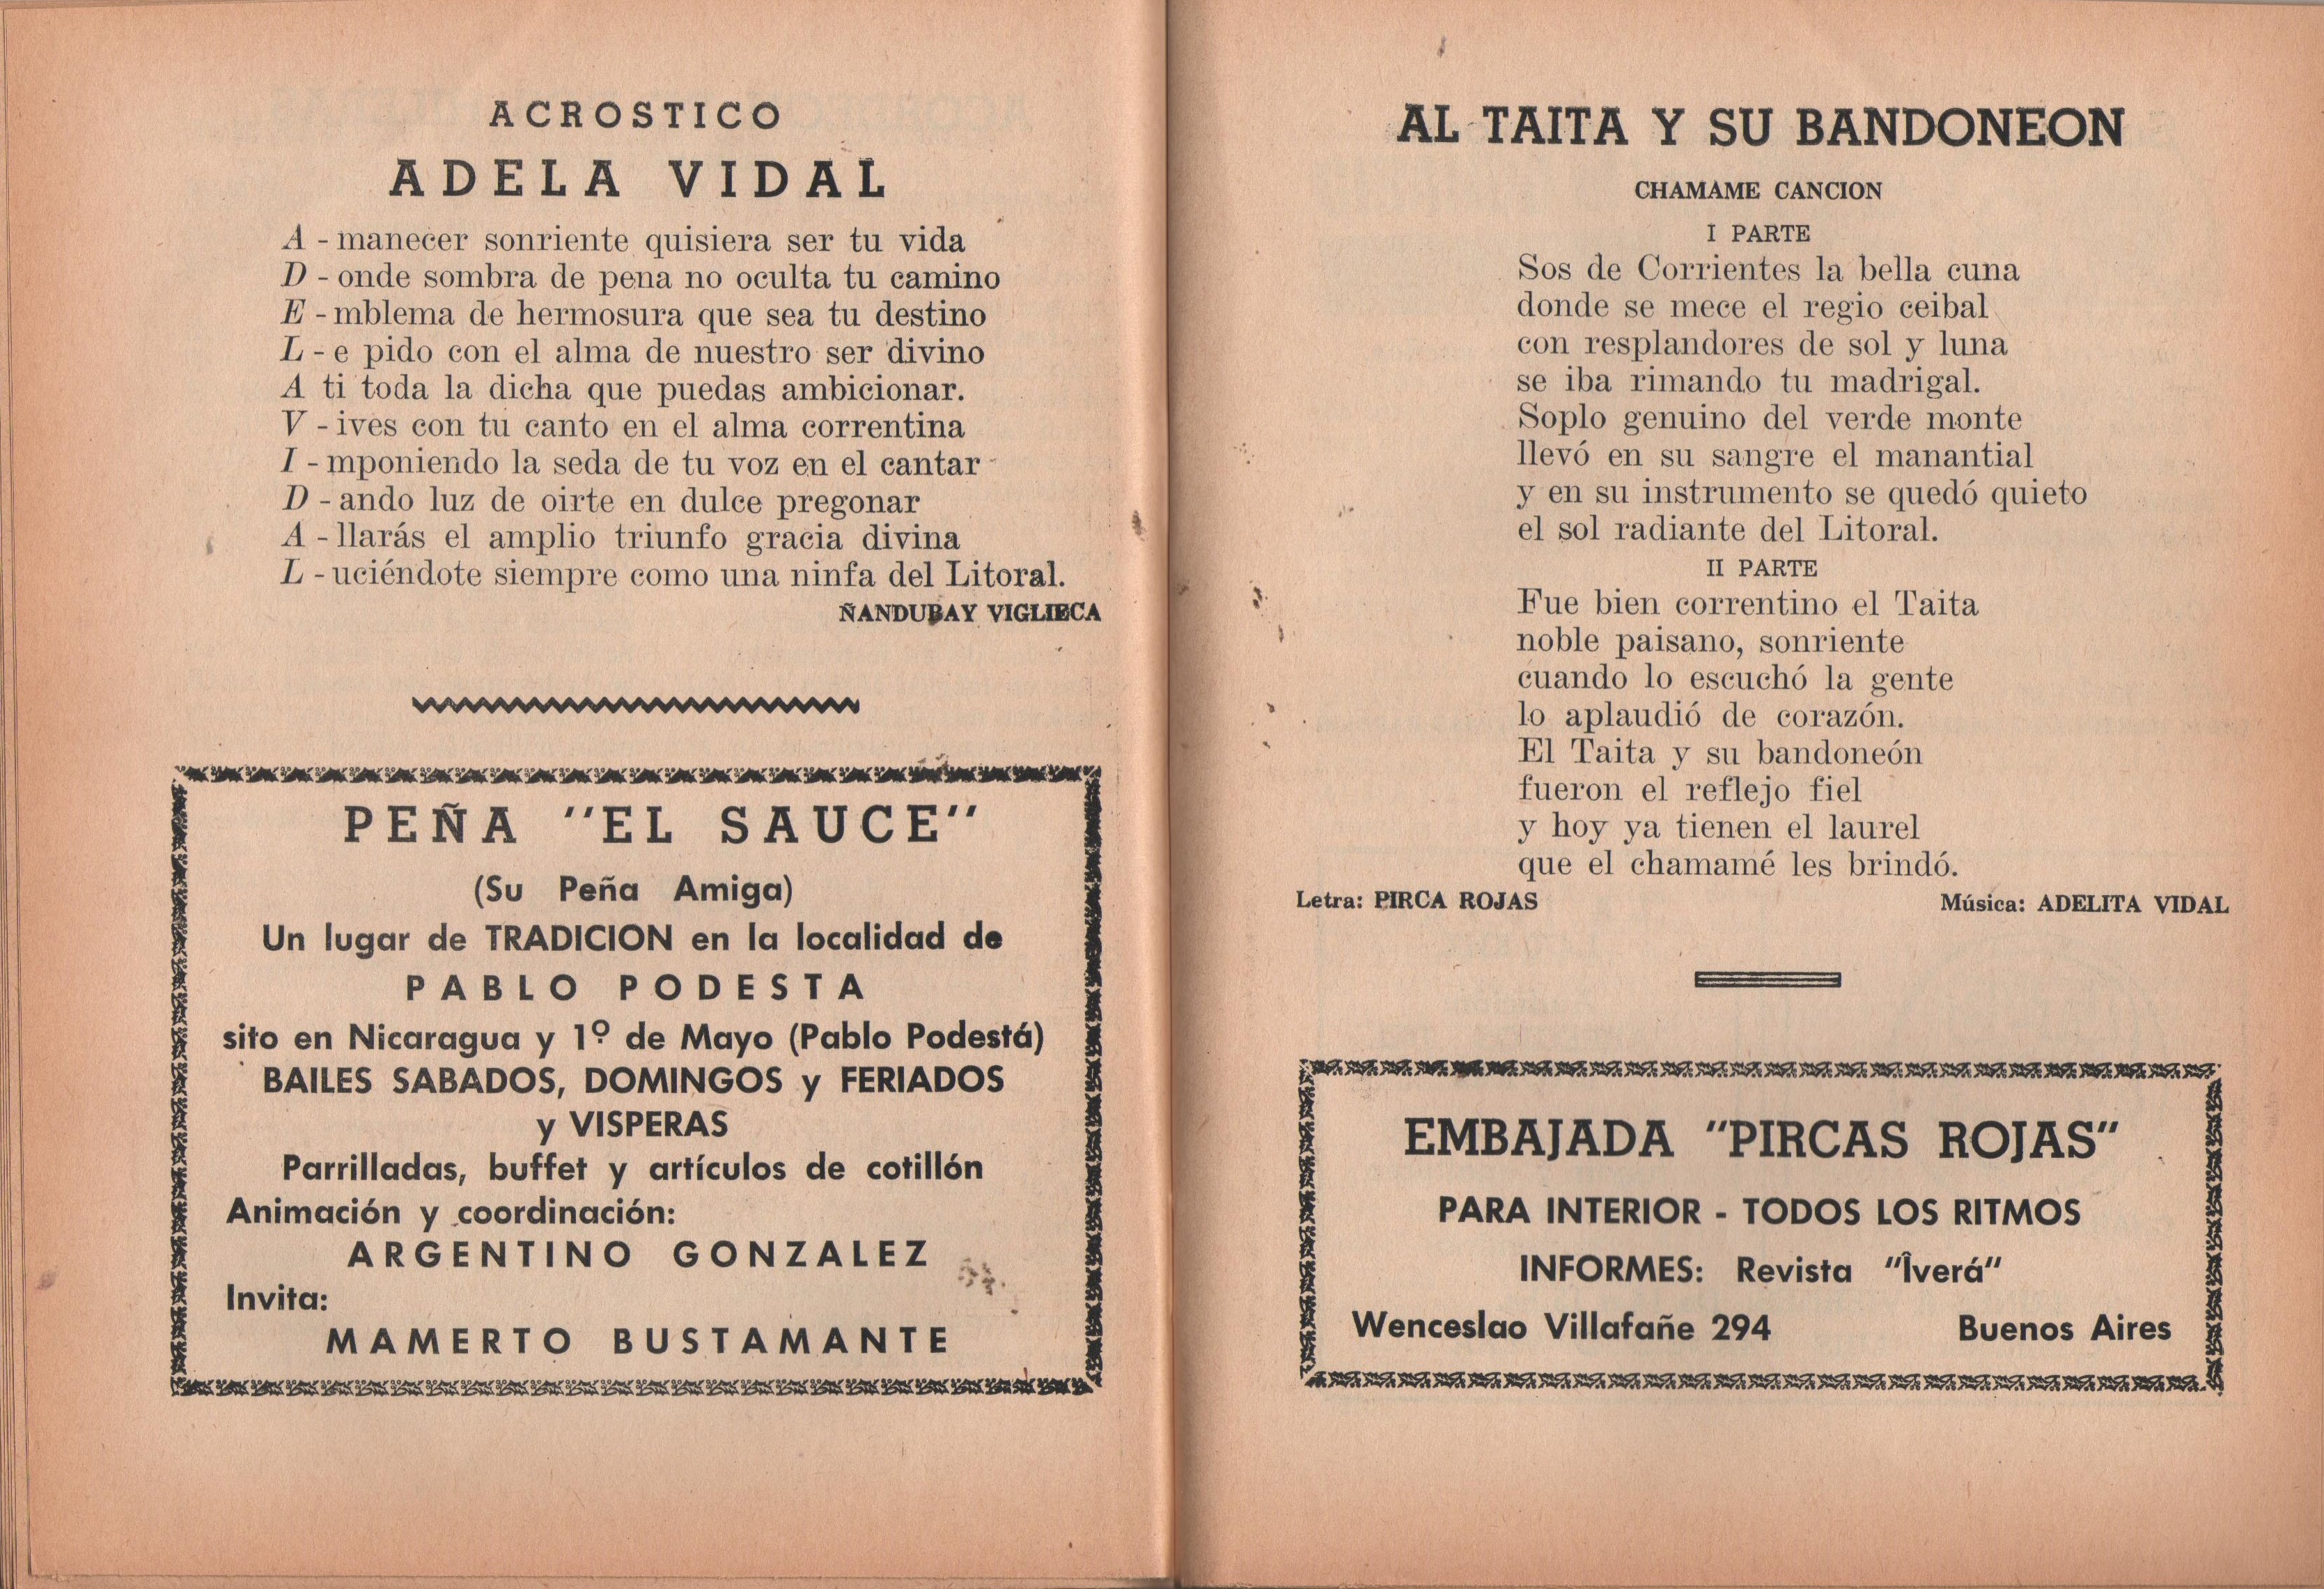 ACROSTICO
ADELA VIDAL
A - manecer sonriente quisiera ser tu vida
D - onde sombra de pena no oculta tu camino
E - mblema de hermosura que sea tu destino
L - e pido con el alma de nuestro ser divino
A ti toda la dicha que puedas ambicionar.
V - ives con tu canto en el alma correntina
I - mponiendo la seda de tu voz en el cantar
D - ando luz de oirte en dulce pregonar
A - llarás el amplio triunfo gracia divina
L - uciéndote siempre como una ninfa del Litoral.
ÑANDUBAY VIGLIECA
PEÑA "EL SAUCE"
(Su Peña Amiga)
Un lugar de TRADICION en la localidad de
PABLO PODESTA
sito en Nicaragua y 1º de Mayo (Pablo Podestá)
BAILES SABADOS, DOMINGOS y FERIADOS
y VISPERAS
Parrilladas, buffet y artículos de cotillón
Animación y coordinación:
ARGENTINO GONZALEZ
Invita:
MAMERTO BUSTAMANTE
AL TAITA Y SU BANDONEON
CHAMAME CANCION
I PARTE
Sos de Corrientes la bella cuna
donde se mece el regio ceibal
con resplandores de sol y luna
se iba rimando tu madrigal.
Soplo genuino del verde monte
llevó en su sangre el manantial
y en su instrumento se quedó quieto
el sol radiante del Litoral.
II PARTE
Fue bien correntino el Taita
noble paisano, sonriente
cuando lo escuchó la gente
lo aplaudió de corazón.
El Taita y su bandoneón
fueron el reflejo fiel
y hoy ya tienen el laurel
que el chamamé les brindó.
Letra: PIRCA ROJAS Música: ADELITA VIDAL
EMBAJADA "PIRCAS ROJAS"
PARA INTERIOR - TODOS LOS RITMOS
INFORMES: Revista "Îverá"
Wenceslao Villafañe 294 Buenos Aires